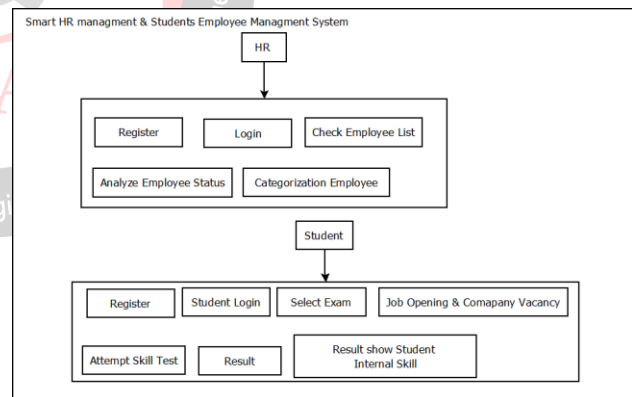 Smart HR managment & Students Employee Managment System
HR
Register
Login
Check Employee List
Analyze Employee Status
Categorization Employee
Student
Register
Student Login
Select Exam
Job Opening & Comapany Vacancy
Attempt Skill Test
Result
Result show Student
Internal Skill